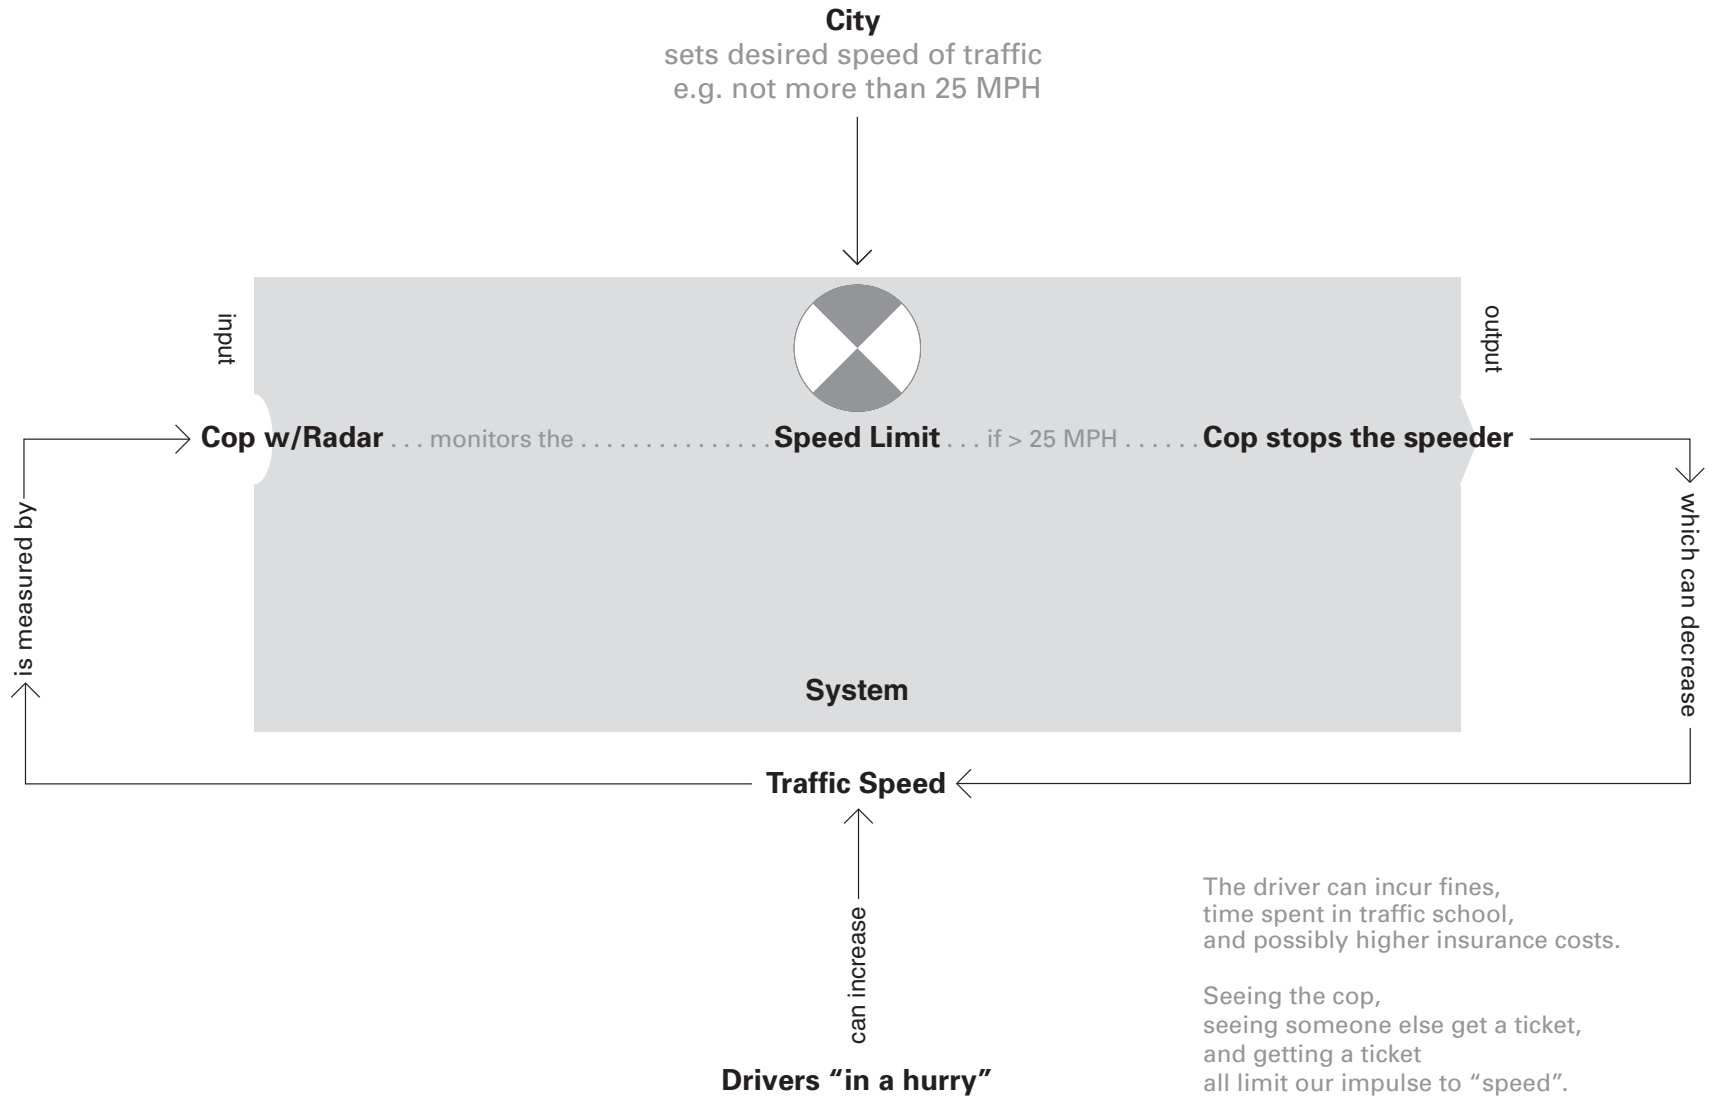 City
sets desired speed of traffic
e.g. not more than 25 MPH
input
output
Cop w/Radar . . . monitors the . . . . . . . . . . . . . . . Speed Limit . . . if > 25 MPH . . . . . . Cop stops the speeder
is measured by
which can decrease
System
Traffic Speed
can increase
Drivers “in a hurry”
The driver can incur fines,
time spent in traffic school,
and possibly higher insurance costs.
Seeing the cop,
seeing someone else get a ticket,
and getting a ticket
all limit our impulse to “speed”.